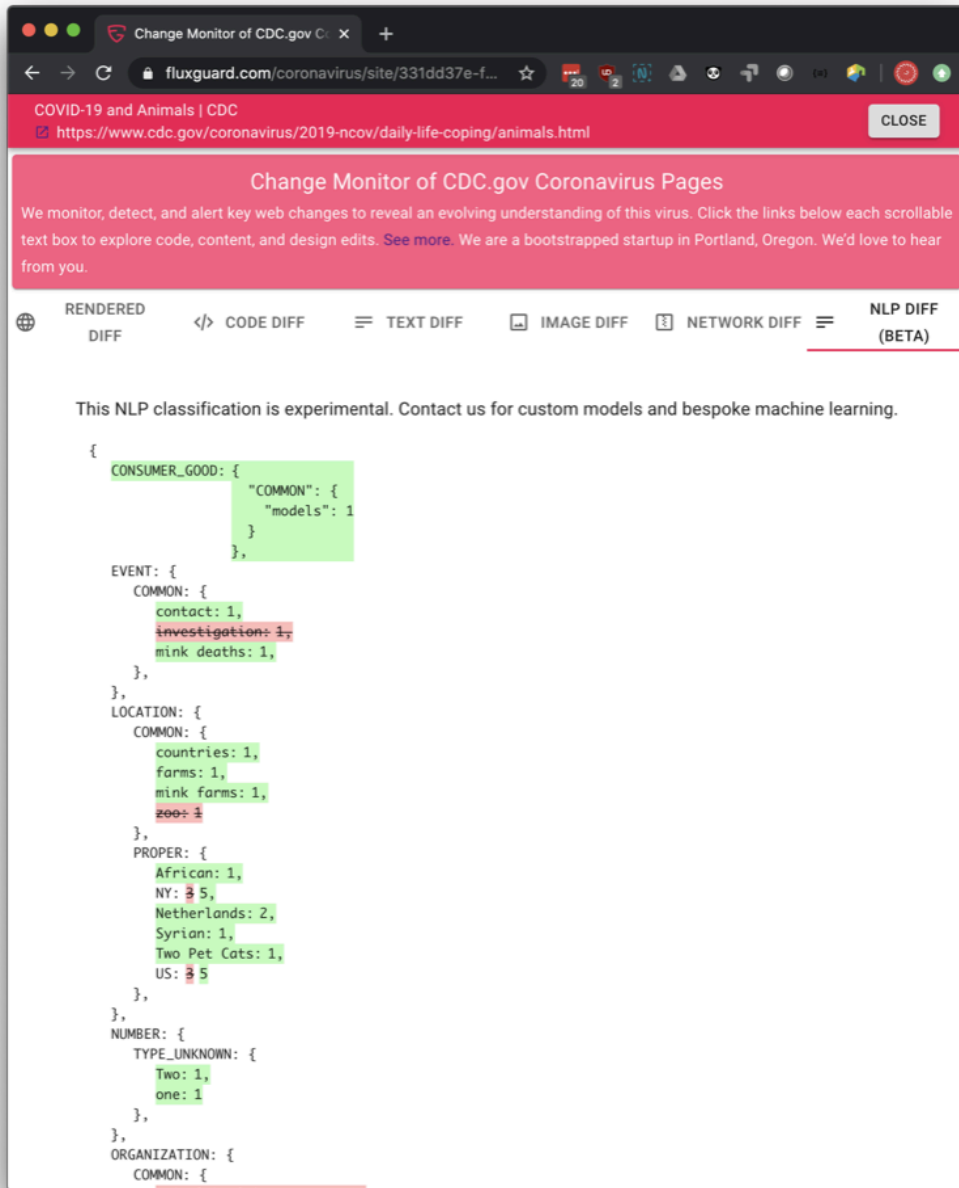 Change Monitor of CDC.gov Co
fluxguard.com/coronavirus/site/331dd37e-f...
20
2
COVID-19 and Animals | CDC
https://www.cdc.gov/coronavirus/2019-ncov/daily-life-coping/animals.html
CLOSE
Change Monitor of CDC.gov Coronavirus Pages
We monitor, detect, and alert key web changes to reveal an evolving understanding of this virus. Click the links below each scrollable
text box to explore code, content, and design edits. See more. We are a bootstrapped startup in Portland, Oregon. We'd love to hear
from you.
RENDERED
DIFF
</> CODE DIFF
TEXT DIFF
IMAGE DIFF
NETWORK DIFF
NLP DIFF
(BETA)
This NLP classification is experimental. Contact us for custom models and bespoke machine learning.
{
CONSUMER_GOOD: {
"COMMON": {
"models": 1
}
},
EVENT: {
COMMON: {
contact: 1,
investigation: 1,
mink deaths: 1,
},
},
LOCATION: {
COMMON: {
countries: 1,
farms: 1,
mink farms: 1,
zoo: 1
},
PROPER: {
African: 1,
NY: 3 5,
Netherlands: 2,
Syrian: 1,
Two Pet Cats: 1,
US: 3 5
},
},
NUMBER: {
TYPE_UNKNOWN: {
Two: 1,
one: 1
},
},
ORGANIZATION: {
COMMON: {